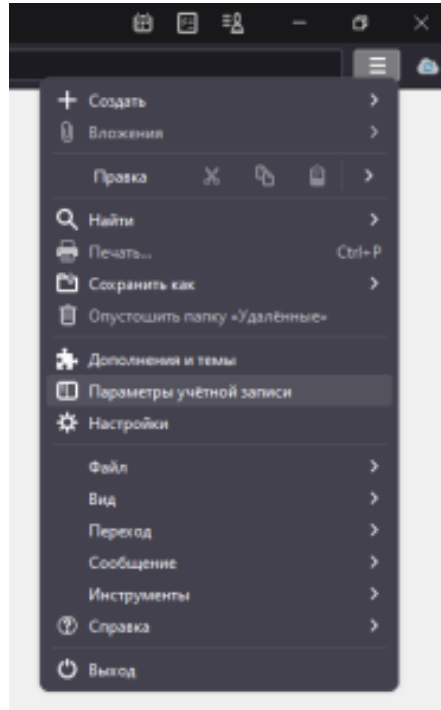 Создать
Вложения
Правка
Найти
Печать... Ctrl+P
Сохранить как
Опустошить папку «Удалённые»
Дополнения и темы
Параметры учётной записи
Настройки
Файл
Вид
Переход
Сообщение
Инструменты
Справка
Выход